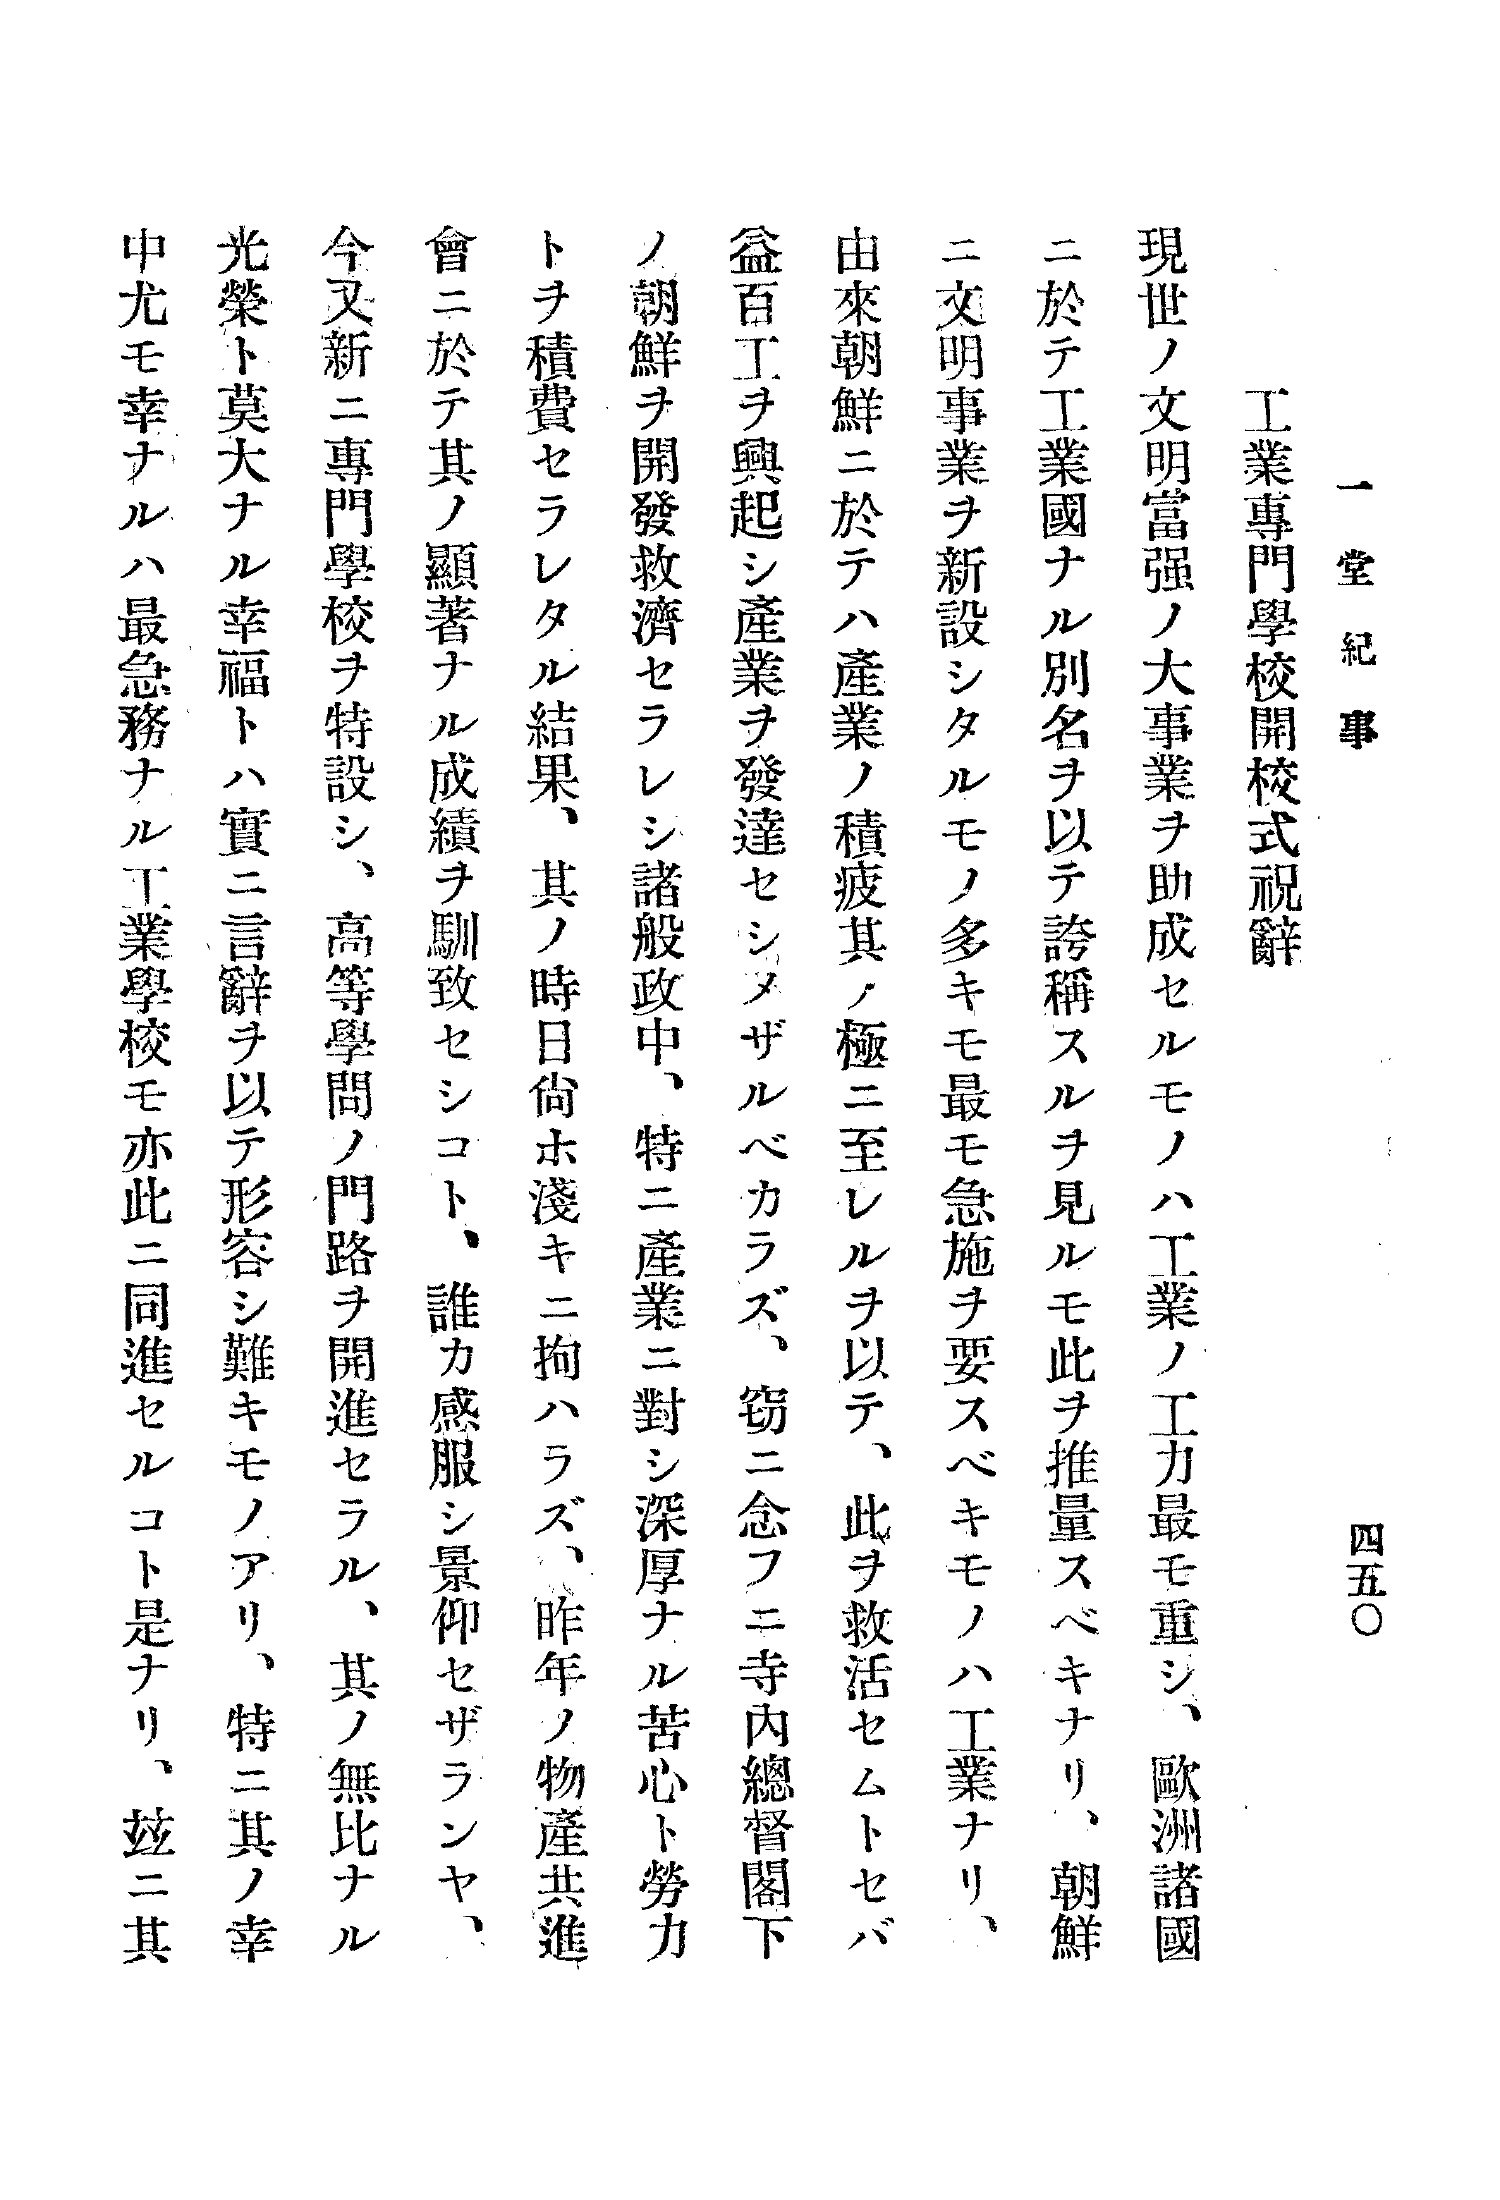 一堂紀事
四五〇
工業專門學校開校式祝辭
現世ノ文明當强ノ大事業ヲ助成セルモノハ工業ノ工力最モ重シ、歐洲諸國
ニ於テ工業國ナル別名ヲ以テ誇稱スルヲ見ルモ此ヲ推量スベキナリ、朝鮮
ニ文明事業ヲ新設シタルモノ多キモ最モ急施ヲ要スベキモノハ工業ナリ、
由來朝鮮ニ於テハ產業ノ積疲其ノ極ニ至レルヲ以テ、此ヲ救活セムトセバ
益百工ヲ興起シ產業ヲ發達セシメザルベカラズ、窃ニ念フニ寺內總督閣下
ノ朝鮮ヲ開發救濟セラレシ諸般政中、特ニ產業ニ對シ深厚ナル苦心ト勞力
トヲ積費セラレタル結果、其ノ時日尙ホ淺キニ拘ハラズ、昨年ノ物產共進
會ニ於テ其ノ顯著ナル成績ヲ馴致セシコト、誰カ感服シ景仰セザランヤ、
今又新ニ專門學校ヲ特設シ、高等學問ノ門路ヲ開進セラル、其ノ無比ナル
光榮ト莫大ナル幸福トハ實ニ言辭ヲ以テ形容シ難キモノアリ、特ニ其ノ幸
中尤モ幸ナルハ最急務ナル工業學校モ亦此ニ同進セルコト是ナリ、玆ニ其